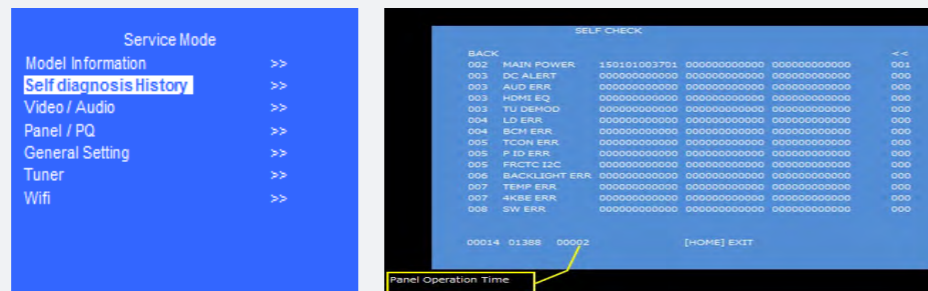 Service Mode
Model Information >>
Self diagnosis History >>
Video / Audio >>
Panel / PQ >>
General Setting >>
Tuner >>
Wifi >>
SELF CHECK
BACK <<
002 MAIN POWER 150101003701 000000000000 000000000000 001
003 DC ALERT 000000000000 000000000000 000000000000 000
003 AUD ERR 000000000000 000000000000 000000000000 000
003 HDMI EQ 000000000000 000000000000 000000000000 000
003 TU DEMOD 000000000000 000000000000 000000000000 000
004 LD ERR 000000000000 000000000000 000000000000 000
004 BCM ERR 000000000000 000000000000 000000000000 000
005 TCON ERR 000000000000 000000000000 000000000000 000
005 P ID ERR 000000000000 000000000000 000000000000 000
005 FRCTC I2C 000000000000 000000000000 000000000000 000
006 BACKLIGHT ERR 000000000000 000000000000 000000000000 000
007 TEMP ERR 000000000000 000000000000 000000000000 000
007 4KBE ERR 000000000000 000000000000 000000000000 000
008 SW ERR 000000000000 000000000000 000000000000 000
00014 01388 00002 [HOME] EXIT
Panel Operation Time